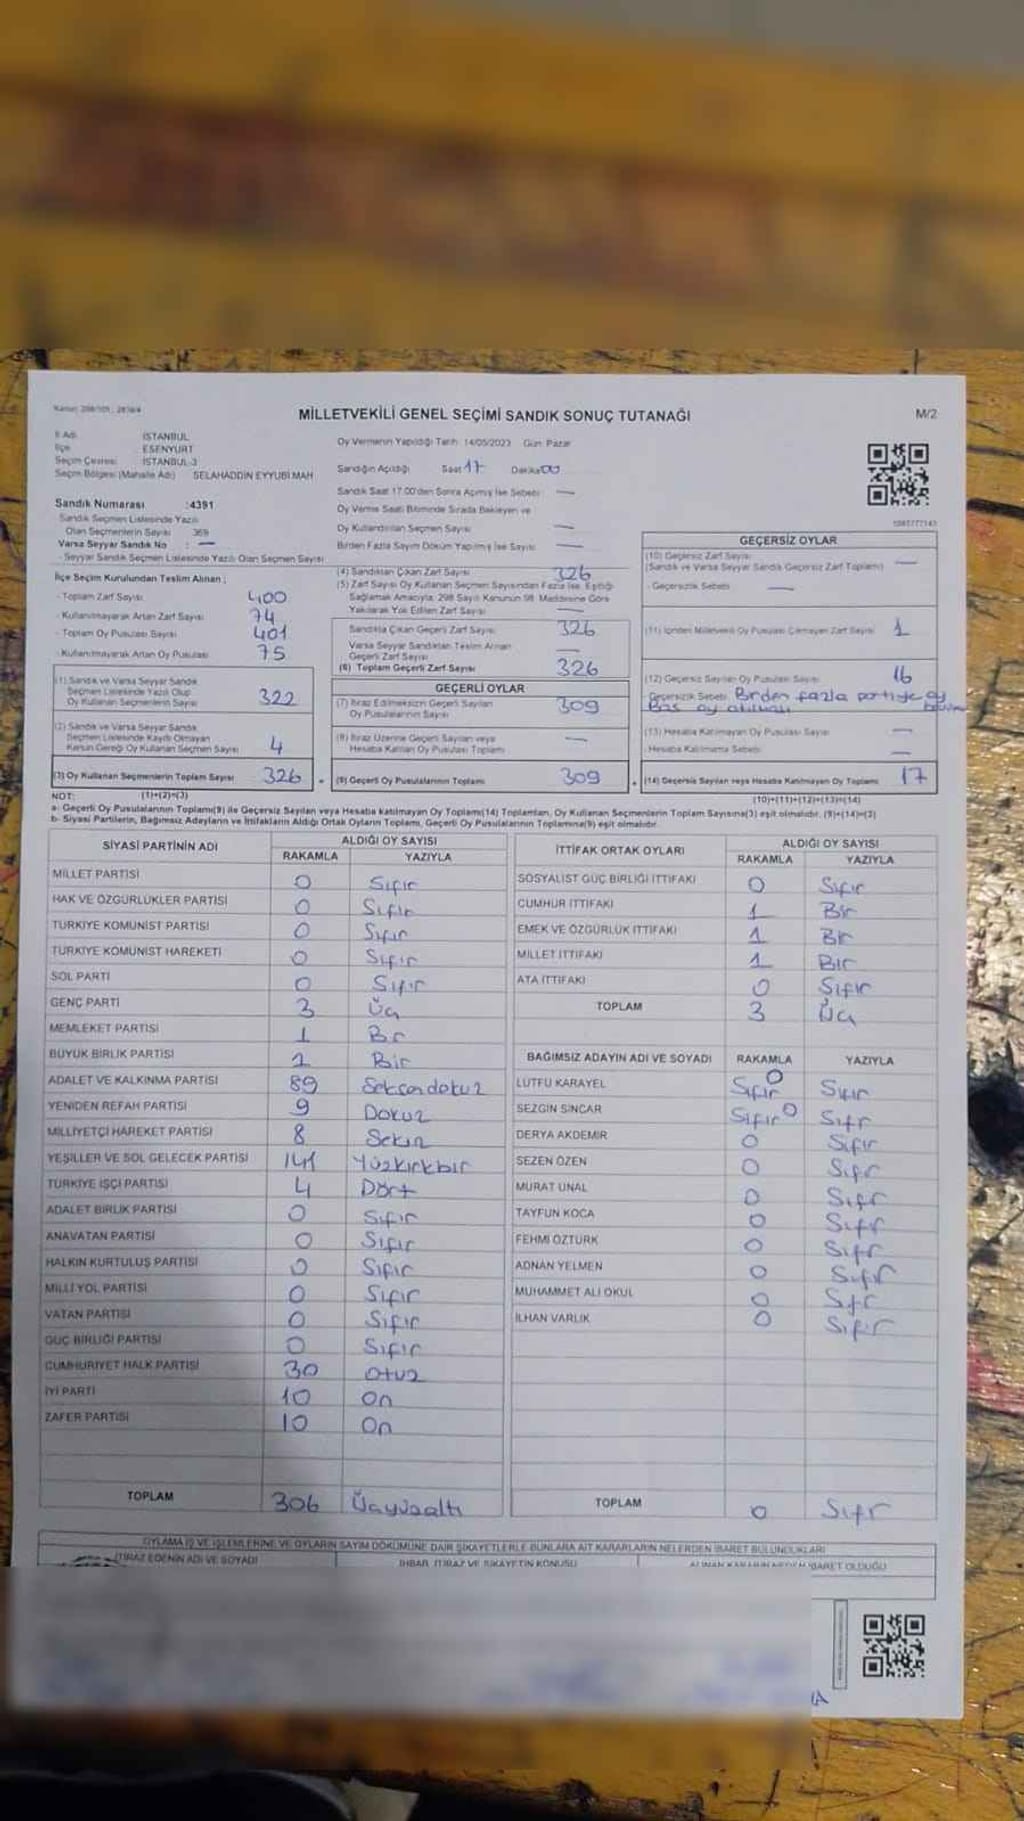 Kanun: 298/105, 2839/4
MİLLETVEKİLİ GENEL SEÇİMİ SANDIK SONUÇ TUTANAĞI
M/2
İl Adı İSTANBUL
İlçe ESENYURT
Seçim Çevresi İSTANBUL-3
Seçim Bölgesi (Mahalle Adı) SELAHADDİN EYYUBİ MAH
Sandık Numarası :4391
Sandık Seçmen Listesinde Yazılı
Olan Seçmenlerin Sayısı 369
Varsa Seyyar Sandık No : —
- Seyyar Sandık Seçmen Listesinde Yazılı Olan Seçmen Sayısı
Oy Vermenin Yapıldığı Tarih 14/05/2023 Gün: Pazar
Sandığın Açıldığı Saat 17 Dakika 00
Sandık Saat 17.00'den Sonra Açılmış İse Sebebi —
Oy Verme Saati Bitiminde Sırada Bekleyen ve
Oy Kullandırılan Seçmen Sayısı —
Birden Fazla Sayım Döküm Yapılmış İse Sayısı —
İlçe Seçim Kurulundan Teslim Alınan ;
- Toplam Zarf Sayısı 400
- Kullanılmayarak Artan Zarf Sayısı 74
- Toplam Oy Pusulası Sayısı 401
- Kullanılmayarak Artan Oy Pusulası 75
(1) Sandık ve Varsa Seyyar Sandık
Seçmen Listesinde Yazılı Olup
Oy Kullanan Seçmenlerin Sayısı 322
(2) Sandık ve Varsa Seyyar Sandık
Seçmen Listesinde Kayıtlı Olmayan
Kanun Gereği Oy Kullanan Seçmen Sayısı 4
(3) Oy Kullanan Seçmenlerin Toplam Sayısı 326
(4) Sandıktan Çıkan Zarf Sayısı 326
(5) Zarf Sayısı Oy Kullanan Seçmen Sayısından Fazla İse, Eşitliği
Sağlamak Amacıyla, 298 Sayılı Kanunun 98. Maddesine Göre
Yakılarak Yok Edilen Zarf Sayısı —
Sandıkta Çıkan Geçerli Zarf Sayısı 326
Varsa Seyyar Sandıktan Teslim Alınan
Geçerli Zarf Sayısı —
(6) Toplam Geçerli Zarf Sayısı 326
GEÇERLİ OYLAR
(7) İtiraz Edilmeksizin Geçerli Sayılan
Oy Pusulalarının Sayısı 309
(8) İtiraz Üzerine Geçerli Sayılan veya
Hesaba Katılan Oy Pusulası Toplamı —
(9) Geçerli Oy Pusulalarının Toplamı 309
1087777143
GEÇERSİZ OYLAR
(10) Geçersiz Zarf Sayısı
(Sandık ve Varsa Seyyar Sandık Geçersiz Zarf Toplamı) —
- Geçersizlik Sebebi —
(11) İçinden Milletvekili Oy Pusulası Çıkmayan Zarf Sayısı 1
(12) Geçersiz Sayılan Oy Pusulası Sayısı 16
Geçersizlik Sebebi Birden fazla partiye oy
Boş oy atılması
(13) Hesaba Katılmayan Oy Pusulası Sayısı —
- Hesaba Katılmama Sebebi —
(14) Geçersiz Sayılan veya Hesaba Katılmayan Oy Toplamı 17
NOT: (1)+(2)=(3)
(10)+(11)+(12)+(13)=(14)
a- Geçerli Oy Pusulalarının Toplamı(9) ile Geçersiz Sayılan veya Hesaba katılmayan Oy Toplamı(14) Toplamları, Oy Kullanan Seçmenlerin Toplam Sayısına(3) eşit olmalıdır. (9)+(14)=(3)
b- Siyasi Partilerin, Bağımsız Adayların ve İttifakların Aldığı Ortak Oyların Toplamı, Geçerli Oy Pusulalarının Toplamına(9) eşit olmalıdır.
SİYASİ PARTİNİN ADI ALDIĞI OY SAYISI
RAKAMLA YAZIYLA
MİLLET PARTİSİ 0 Sıfır
HAK VE ÖZGÜRLÜKLER PARTİSİ 0 Sıfır
TÜRKİYE KOMÜNİST PARTİSİ 0 Sıfır
TÜRKİYE KOMÜNİST HAREKETİ 0 Sıfır
SOL PARTİ 0 Sıfır
GENÇ PARTİ 3 Üç
MEMLEKET PARTİSİ 1 Bir
BÜYÜK BİRLİK PARTİSİ 1 Bir
ADALET VE KALKINMA PARTİSİ 89 Seksendokuz
YENİDEN REFAH PARTİSİ 9 Dokuz
MİLLİYETÇİ HAREKET PARTİSİ 8 Sekiz
YEŞİLLER VE SOL GELECEK PARTİSİ 141 Yüzkırkbir
TÜRKİYE İŞÇİ PARTİSİ 4 Dört
ADALET BİRLİK PARTİSİ 0 Sıfır
ANAVATAN PARTİSİ 0 Sıfır
HALKIN KURTULUŞ PARTİSİ 0 Sıfır
MİLLİ YOL PARTİSİ 0 Sıfır
VATAN PARTİSİ 0 Sıfır
GÜÇ BİRLİĞİ PARTİSİ 0 Sıfır
CUMHURİYET HALK PARTİSİ 30 Otuz
İYİ PARTİ 10 On
ZAFER PARTİSİ 10 On
TOPLAM 306 Üçyüzaltı
İTTİFAK ORTAK OYLARI ALDIĞI OY SAYISI
RAKAMLA YAZIYLA
SOSYALİST GÜÇ BİRLİĞİ İTTİFAKI 0 Sıfır
CUMHUR İTTİFAKI 1 Bir
EMEK VE ÖZGÜRLÜK İTTİFAKI 1 Bir
MİLLET İTTİFAKI 1 Bir
ATA İTTİFAKI 0 Sıfır
TOPLAM 3 Üç
BAĞIMSIZ ADAYIN ADI VE SOYADI RAKAMLA YAZIYLA
LÜTFÜ KARAYEL Sıfır 0 Sıfır
SEZGİN SİNCAR Sıfır 0 Sıfır
DERYA AKDEMİR 0 Sıfır
SEZEN ÖZEN 0 Sıfır
MURAT ÜNAL 0 Sıfır
TAYFUN KOCA 0 Sıfır
FEHMİ ÖZTÜRK 0 Sıfır
ADNAN YELMEN 0 Sıfır
MUHAMMET ALİ OKUL 0 Sıfır
İLHAN VARLIK 0 Sıfır
TOPLAM 0 Sıfır
OYLAMA İŞ VE İŞLEMLERİNE VE OYLARIN SAYIM DÖKÜMÜNE DAİR ŞİKAYETLERLE BUNLARA AİT KARARLARIN NELERDEN İBARET BULUNDUKLARI
İTİRAZ EDENİN ADI VE SOYADI İHBAR, İTİRAZ VE ŞİKAYETİN KONUSU ALINAN KARARIN NEDEN İBARET OLDUĞU